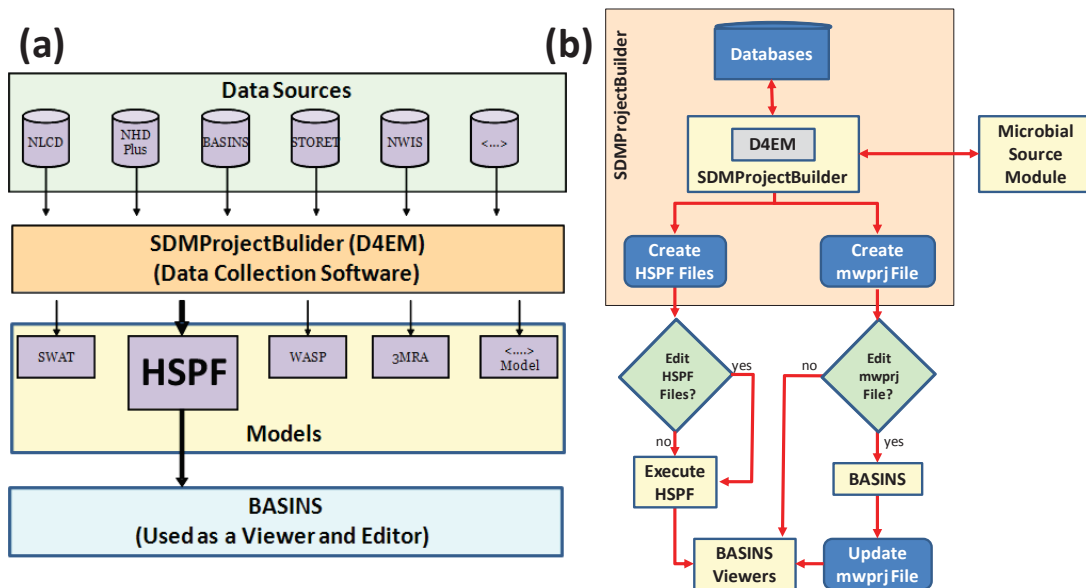 (a)
Data Sources
NLCD
NHD
Plus
BASINS
STORET
NWIS
<...>
SDMProjectBulilder (D4EM)
(Data Collection Software)
SWAT
HSPF
WASP
3MRA
<....>
Model
Models
BASINS
(Used as a Viewer and Editor)
(b)
SDMProjectBuilder
Databases
D4EM
SDMProjectBuilder
Microbial
Source
Module
Create
HSPF Files
Create
mwprj File
Edit
HSPF
Files?
yes
no
Edit
mwprj
File?
no
yes
Execute
HSPF
BASINS
BASINS
Viewers
Update
mwprj File